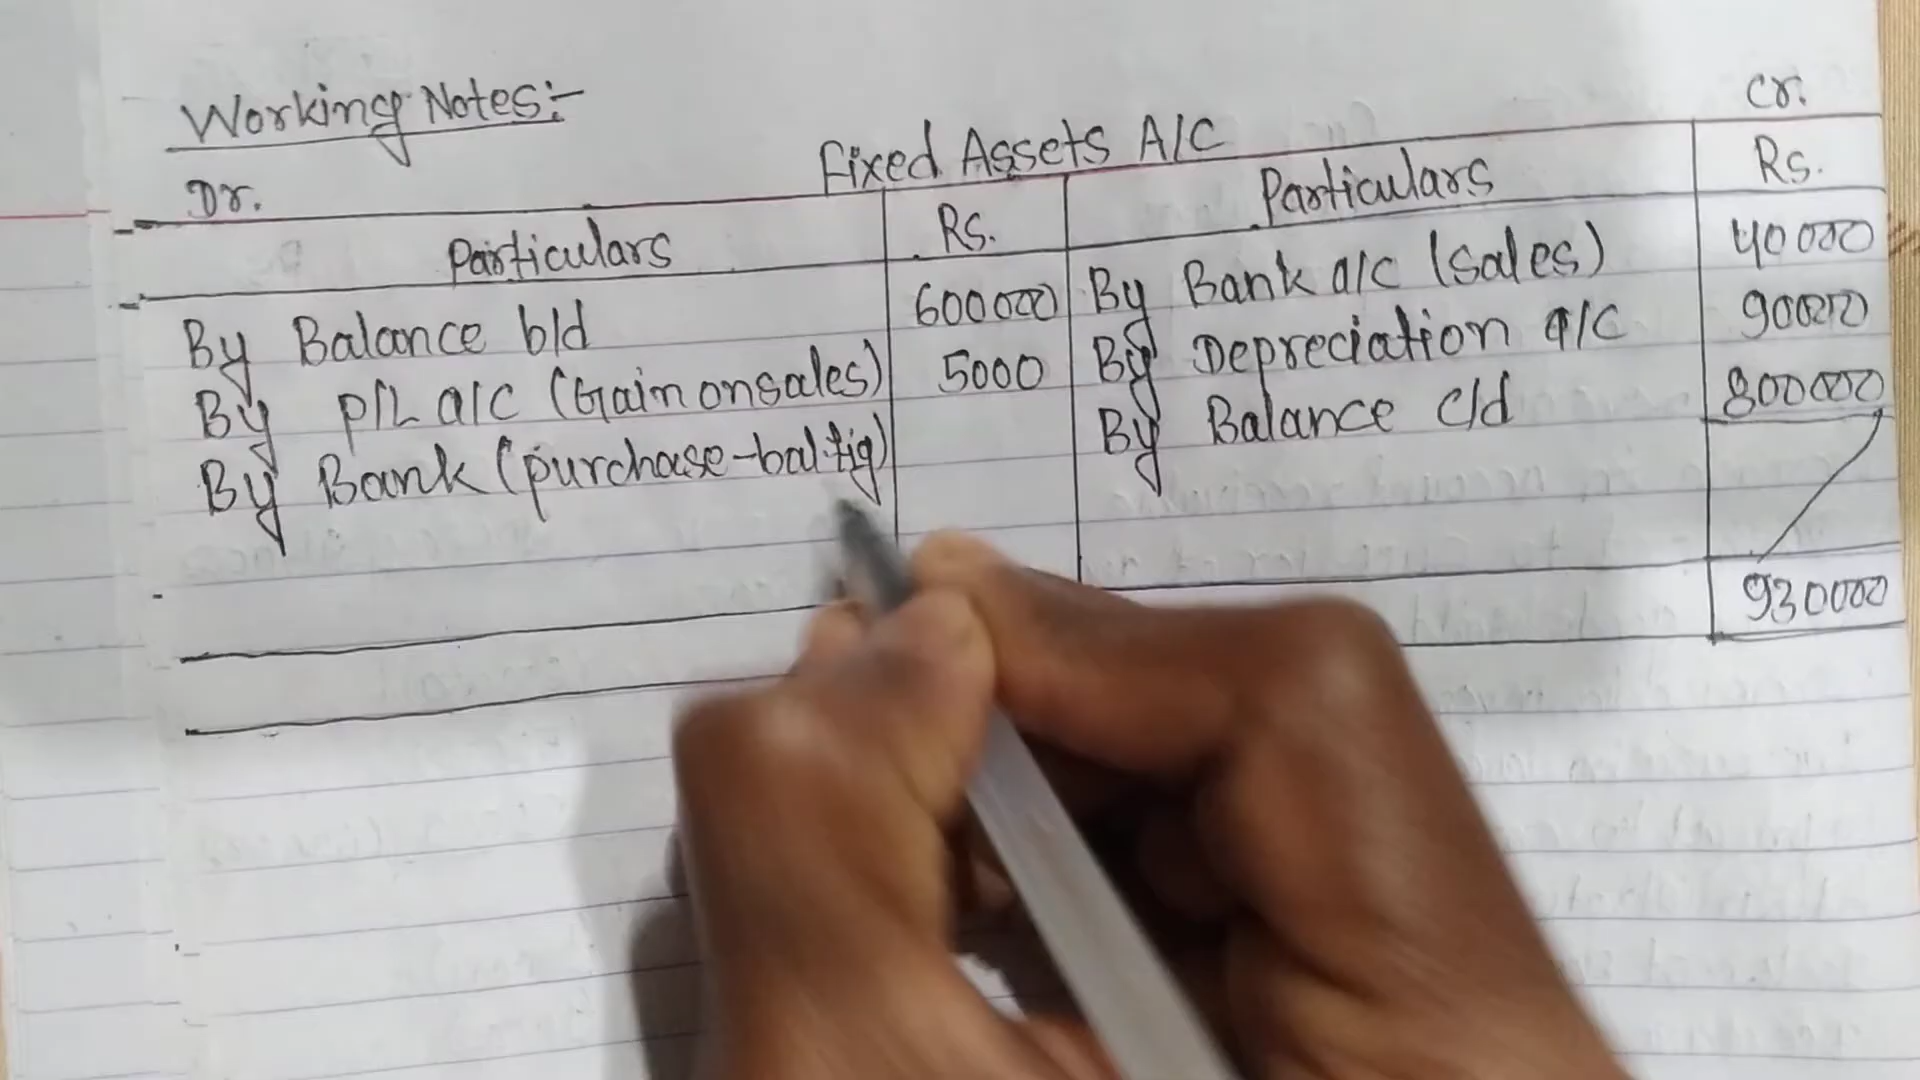 Working Notes:-
Dr.
Fixed Assets A/C
Cr.
Particulars Rs. Particulars Rs.
By Balance b/d 600000 By Bank a/c (sales) 40000
By P/L a/c (Gain on sales) 5000 By Depreciation a/c 90000
By Bank (purchase-bal.fig) By Balance c/d 800000
930000